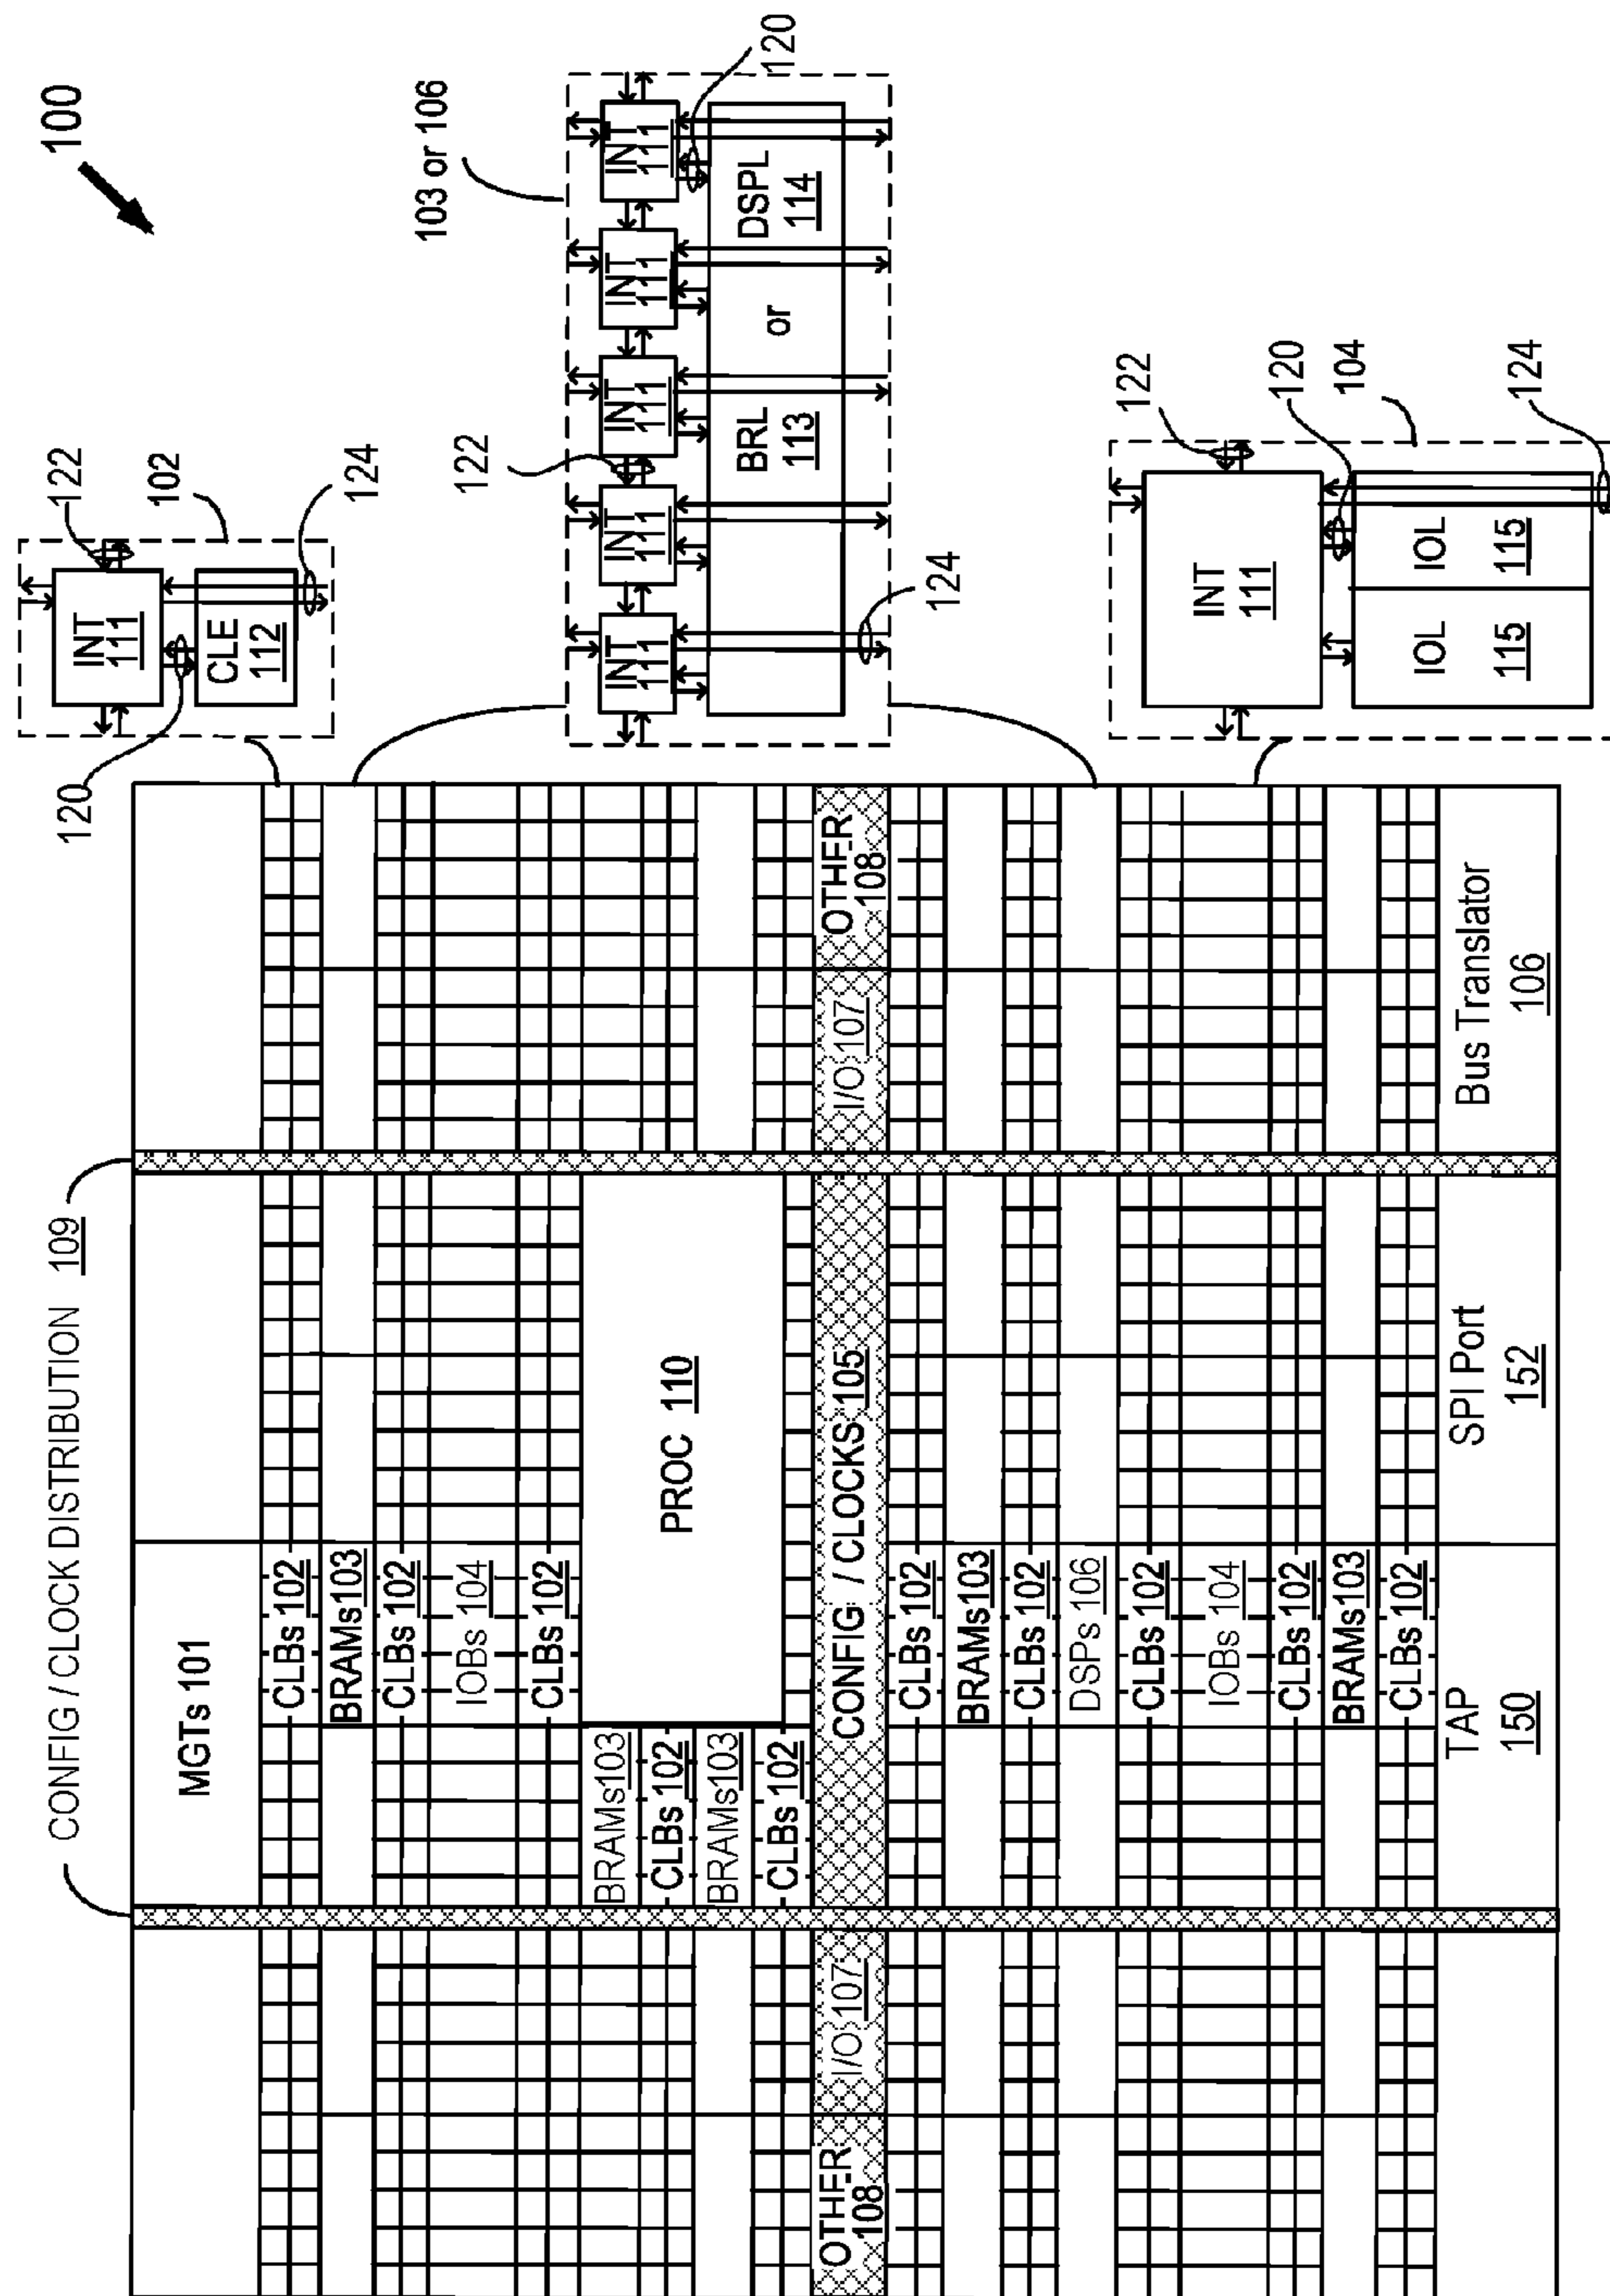 100
CONFIG / CLOCK DISTRIBUTION 109
MGTs 101
CLBs 102
BRAMs 103
CLBs 102
IOBs 104
CLBs 102
BRAMs 103
CLBs 102
BRAMs 103
CLBs 102
PROC 110
OTHER
108
I/O 107
CONFIG / CLOCKS 105
I/O 107
OTHER
108
CLBs 102
BRAMs 103
CLBs 102
DSPs 106
CLBs 102
IOBs 104
CLBs 102
BRAMs 103
CLBs 102
TAP
150
SPI Port
152
Bus Translator
106
120
INT
111
CLE
112
122
102
124
103 or 106
INT
111
INT
111
INT
111
INT
111
INT
111
122
120
BRL
113
or
DSPL
114
124
INT
111
IOL
115
IOL
115
122
120
104
124